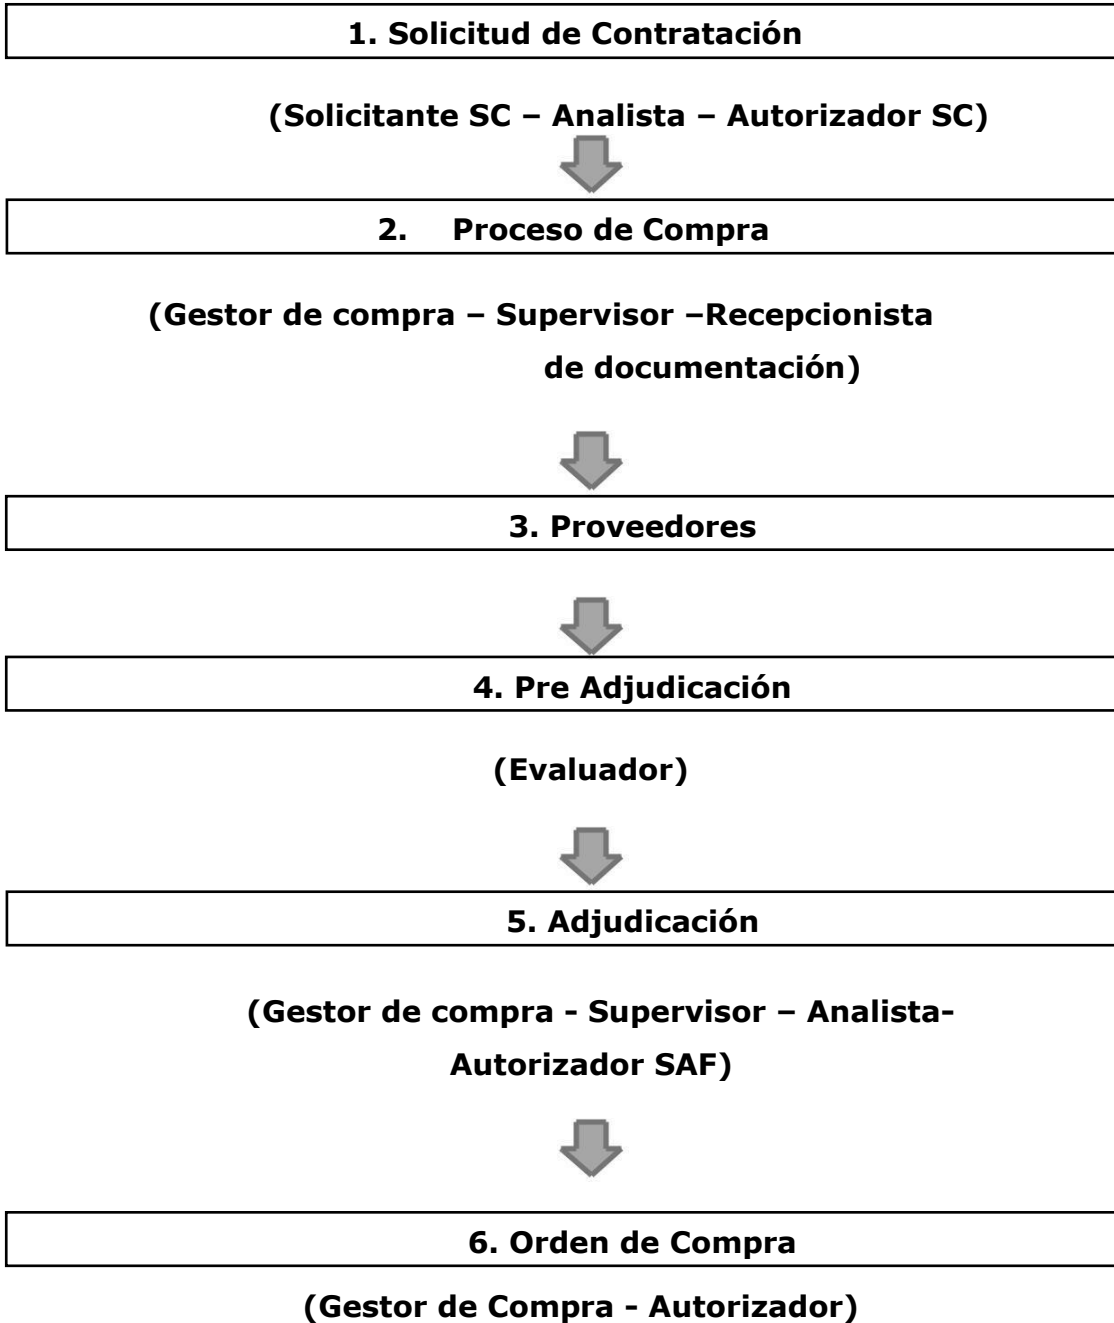 1. Solicitud de Contratación
(Solicitante SC – Analista – Autorizador SC)
2. Proceso de Compra
(Gestor de compra – Supervisor –Recepcionista
de documentación)
3. Proveedores
4. Pre Adjudicación
(Evaluador)
5. Adjudicación
(Gestor de compra - Supervisor – Analista-
Autorizador SAF)
6. Orden de Compra
(Gestor de Compra - Autorizador)